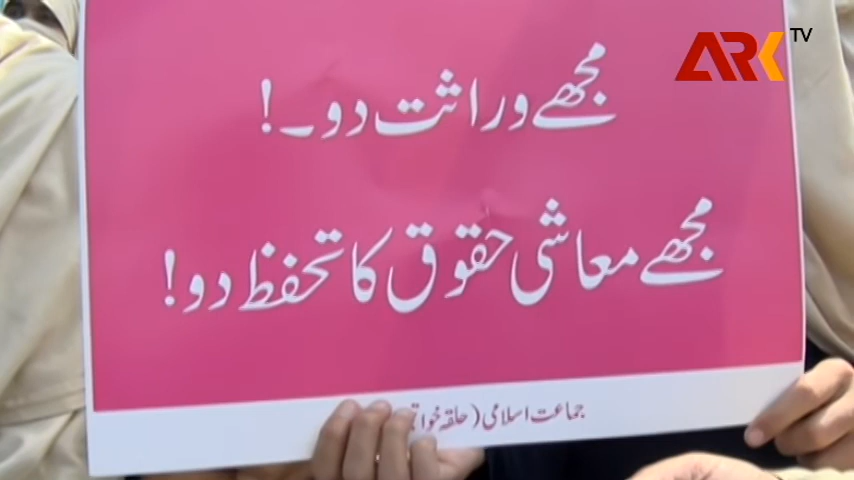 ARK TV
مجھے وراثت دو۔!
مجھے معاشی حقوق کا تحفظ دو!
جماعت اسلامی (حلقہ